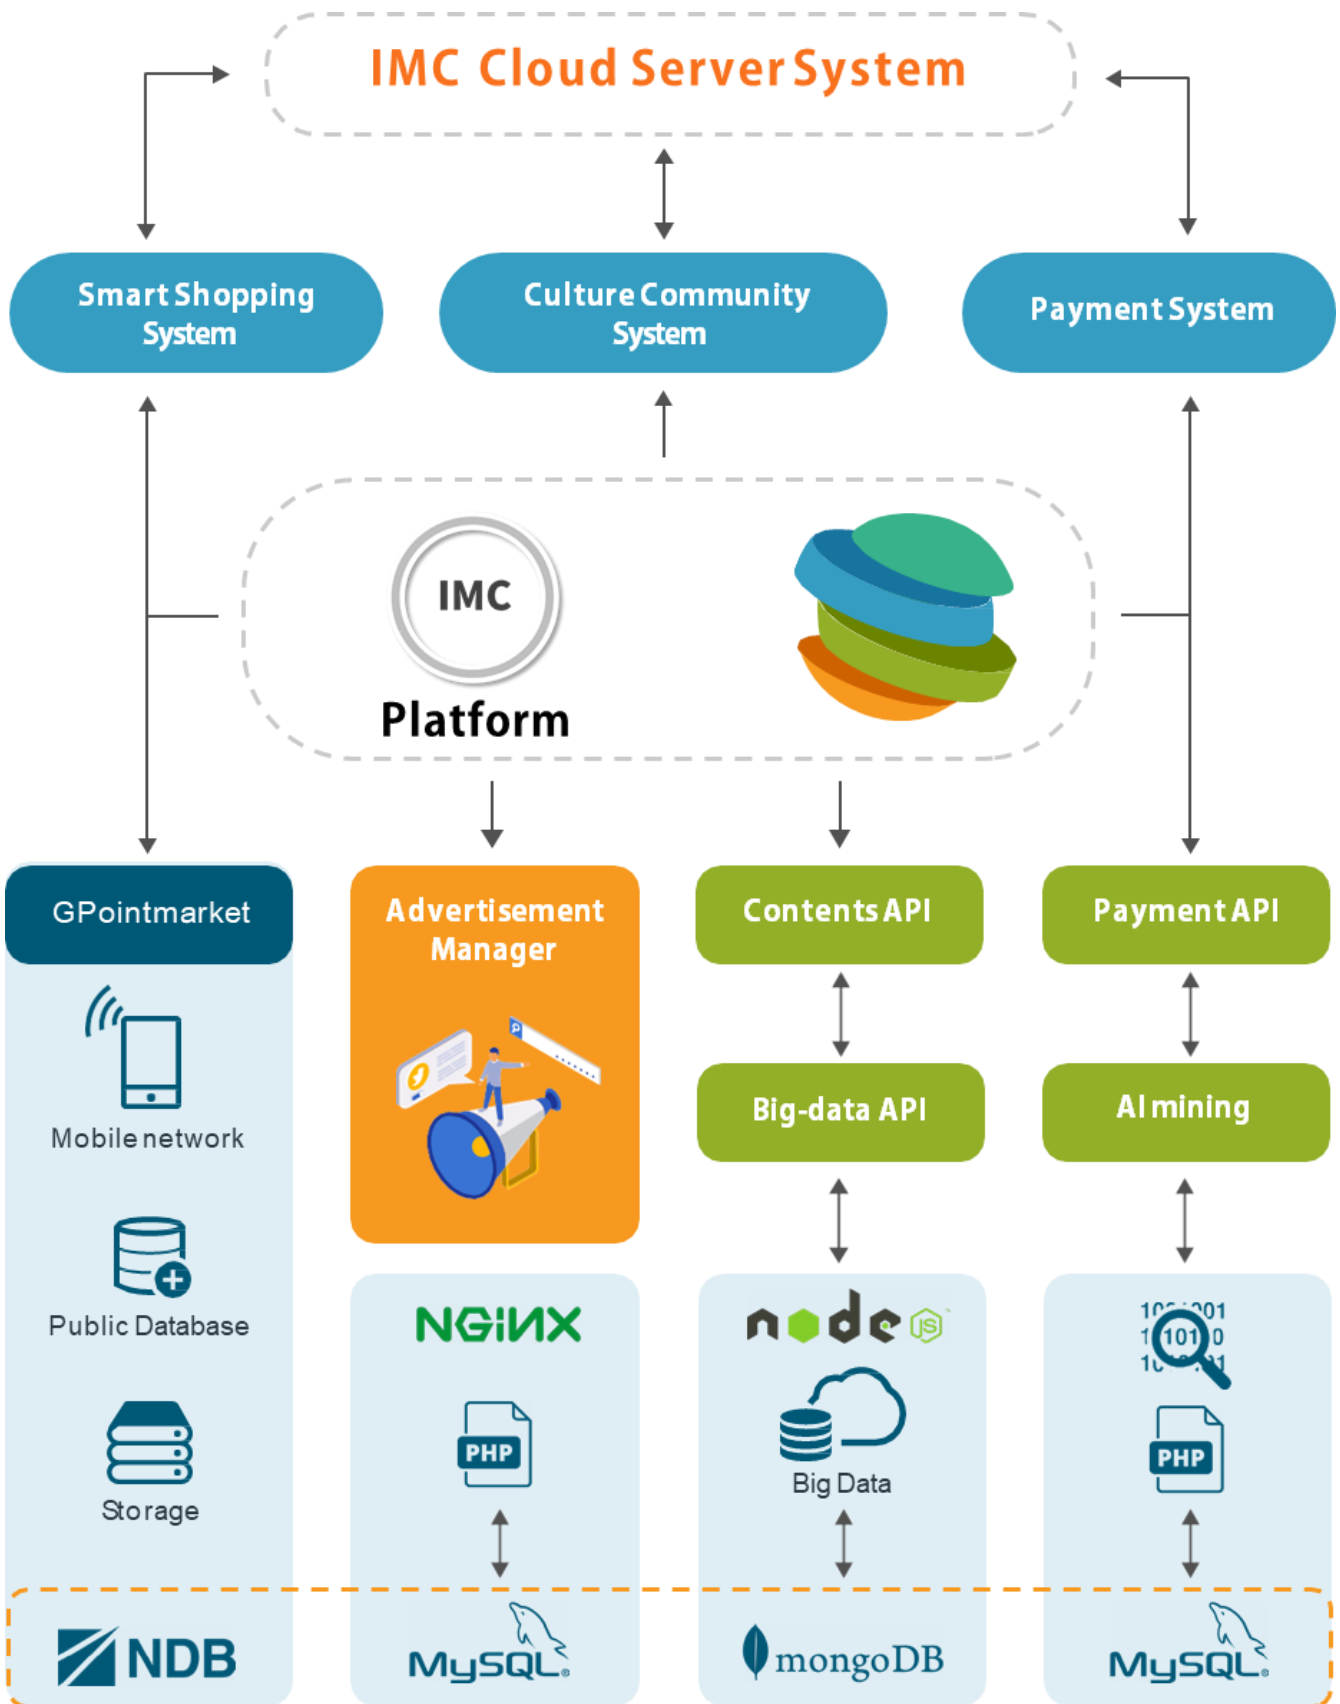 IMC Cloud Server System
Smart Shopping
System
Culture Community
System
Payment System
IMC
Platform
GPointmarket
Mobile network
Public Database
Storage
NDB
Advertisement
Manager
NGINX
PHP
MySQL®
Contents API
Big-data API
node
JS™
Big Data
mongoDB
Payment API
AI mining
PHP
MySQL®